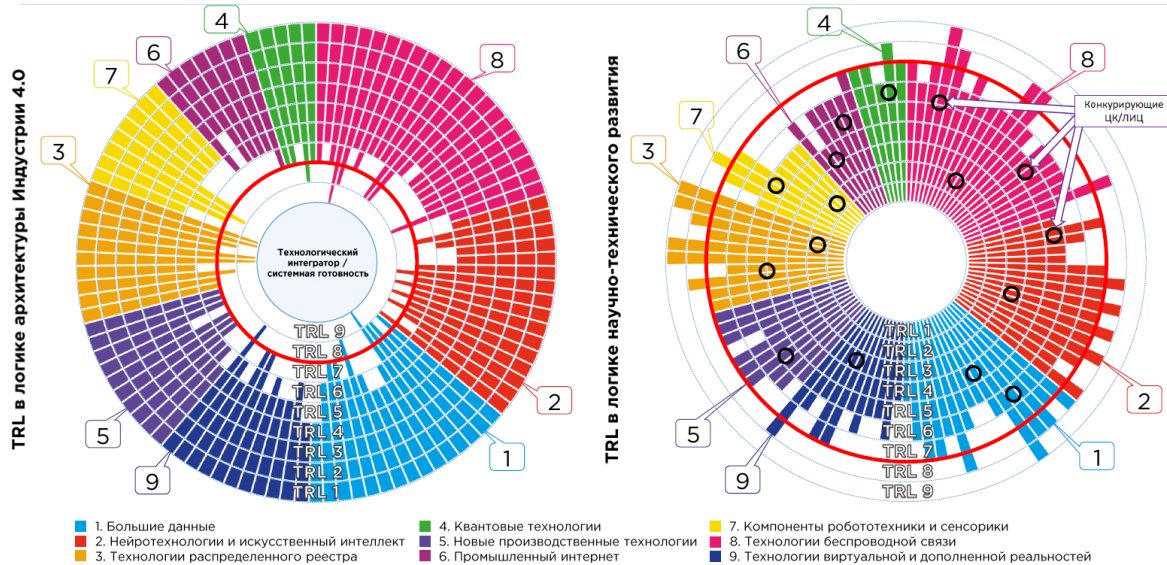 TRL в логике архитектуры Индустрии 4.0
4
6
8
7
3
Технологический
интегратор /
системная готовность
TRL 9
TRL 8
TRL 7
TRL 6
TRL 5
TRL 4
TRL 3
TRL 2
TRL 1
5
9
1
2
TRL в логике научно-технического развития
4
6
8
Конкурирующие
ЦК/ЛИЦ
7
3
TRL 1
TRL 2
TRL 3
TRL 4
TRL 5
TRL 6
TRL 7
TRL 8
TRL 9
5
9
1
2
1. Большие данные
2. Нейротехнологии и искусственный интеллект
3. Технологии распределенного реестра
4. Квантовые технологии
5. Новые производственные технологии
6. Промышленный интернет
7. Компоненты робототехники и сенсорики
8. Технологии беспроводной связи
9. Технологии виртуальной и дополненной реальностей